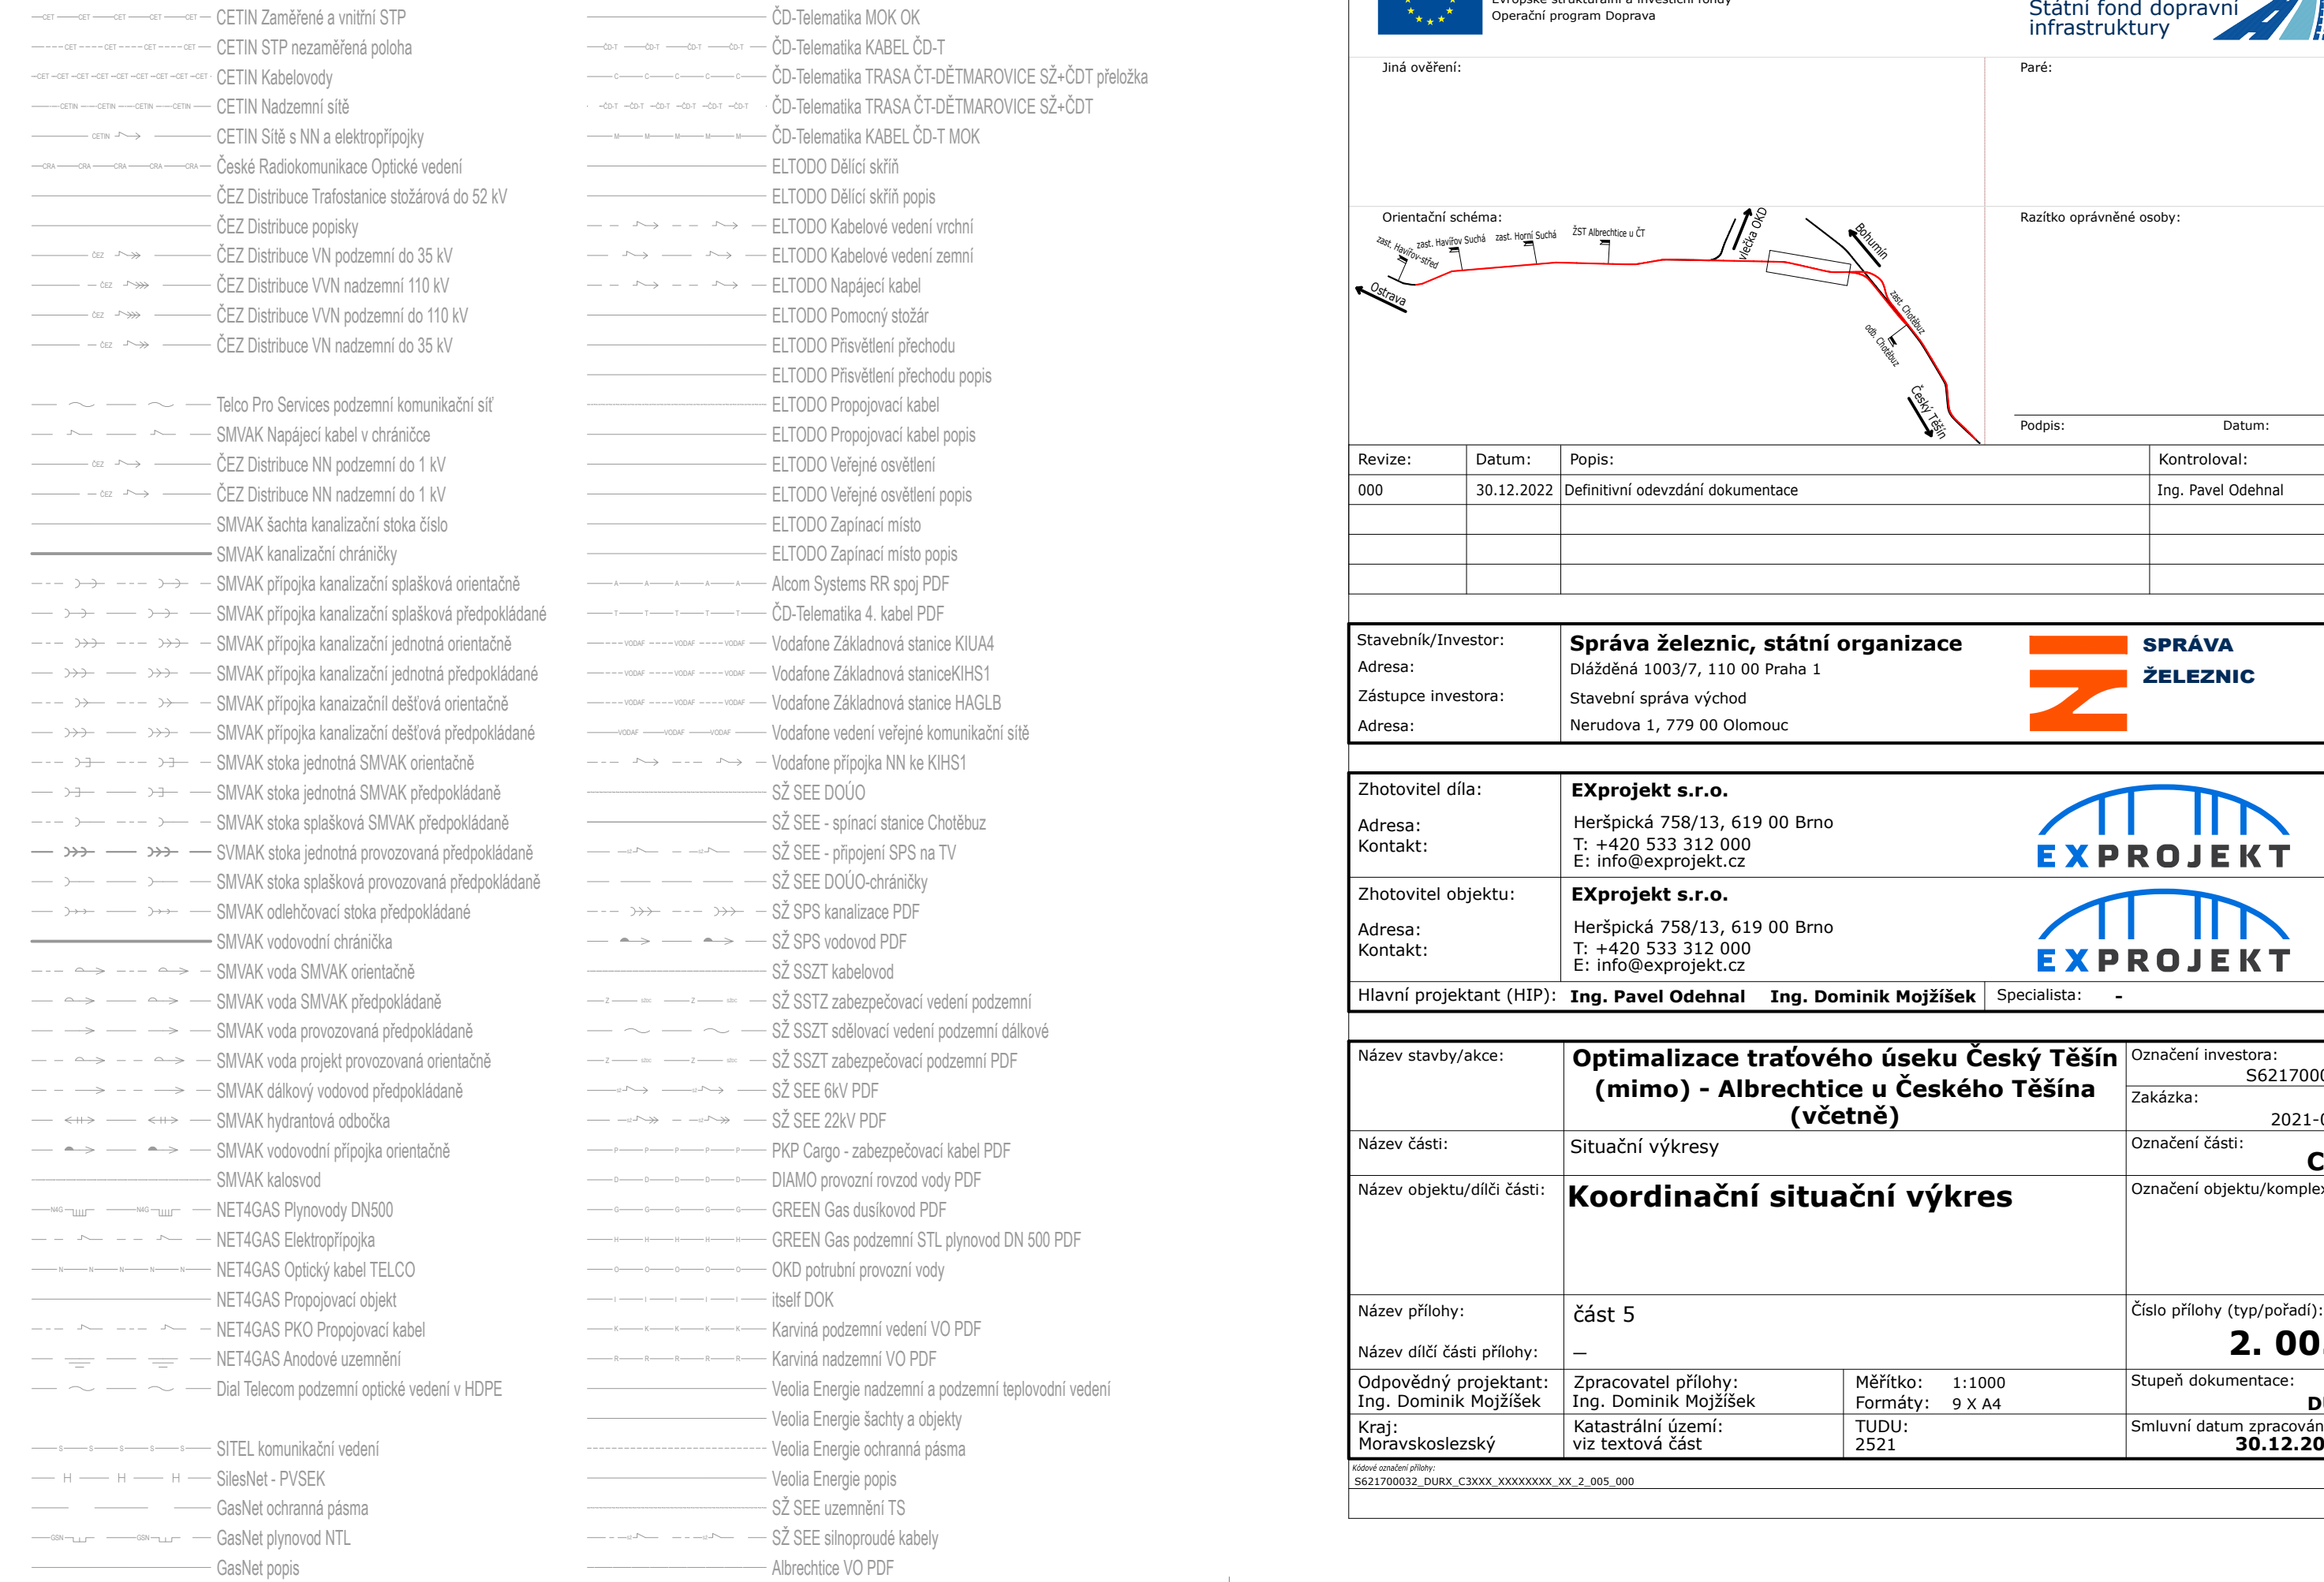 CETIN Zaměřené a vnitřní STP
CETIN STP nezaměřená poloha
CETIN Kabelovody
CETIN Nadzemní sítě
CETIN Sítě s NN a elektropřípojky
České Radiokomunikace Optické vedení
ČEZ Distribuce Trafostanice stožárová do 52 kV
ČEZ Distribuce popisky
ČEZ Distribuce VN podzemní do 35 kV
ČEZ Distribuce VVN nadzemní 110 kV
ČEZ Distribuce VVN podzemní do 110 kV
ČEZ Distribuce VN nadzemní do 35 kV
Telco Pro Services podzemní komunikační síť
SMVAK Napájecí kabel v chráničce
ČEZ Distribuce NN podzemní do 1 kV
ČEZ Distribuce NN nadzemní do 1 kV
SMVAK šachta kanalizační stoka číslo
SMVAK kanalizační chráničky
SMVAK přípojka kanalizační splašková orientačně
SMVAK přípojka kanalizační splašková předpokládané
SMVAK přípojka kanalizační jednotná orientačně
SMVAK přípojka kanalizační jednotná předpokládané
SMVAK přípojka kanaizačníl dešťová orientačně
SMVAK přípojka kanalizační dešťová předpokládané
SMVAK stoka jednotná SMVAK orientačně
SMVAK stoka jednotná SMVAK předpokládaně
SMVAK stoka splašková SMVAK předpokládaně
SVMAK stoka jednotná provozovaná předpokládaně
SMVAK stoka splašková provozovaná předpokládaně
SMVAK odlehčovací stoka předpokládané
SMVAK vodovodní chránička
SMVAK voda SMVAK orientačně
SMVAK voda SMVAK předpokládaně
SMVAK voda provozovaná předpokládaně
SMVAK voda projekt provozovaná orientačně
SMVAK dálkový vodovod předpokládaně
SMVAK hydrantová odbočka
SMVAK vodovodní přípojka orientačně
SMVAK kalosvod
NET4GAS Plynovody DN500
NET4GAS Elektropřípojka
NET4GAS Optický kabel TELCO
NET4GAS Propojovací objekt
NET4GAS PKO Propojovací kabel
NET4GAS Anodové uzemnění
Dial Telecom podzemní optické vedení v HDPE
SITEL komunikační vedení
SilesNet - PVSEK
GasNet ochranná pásma
GasNet plynovod NTL
GasNet popis
ČD-Telematika MOK OK
ČD-Telematika KABEL ČD-T
ČD-Telematika TRASA ČT-DĚTMAROVICE SŽ+ČDT přeložka
ČD-Telematika TRASA ČT-DĚTMAROVICE SŽ+ČDT
ČD-Telematika KABEL ČD-T MOK
ELTODO Dělící skříň
ELTODO Dělící skříň popis
ELTODO Kabelové vedení vrchní
ELTODO Kabelové vedení zemní
ELTODO Napájecí kabel
ELTODO Pomocný stožár
ELTODO Přisvětlení přechodu
ELTODO Přisvětlení přechodu popis
ELTODO Propojovací kabel
ELTODO Propojovací kabel popis
ELTODO Veřejné osvětlení
ELTODO Veřejné osvětlení popis
ELTODO Zapínací místo
ELTODO Zapínací místo popis
Alcom Systems RR spoj PDF
ČD-Telematika 4. kabel PDF
Vodafone Základnová stanice KIUA4
Vodafone Základnová staniceKIHS1
Vodafone Základnová stanice HAGLB
Vodafone vedení veřejné komunikační sítě
Vodafone přípojka NN ke KIHS1
SŽ SEE DOÚO
SŽ SEE - spínací stanice Chotěbuz
SŽ SEE - připojení SPS na TV
SŽ SEE DOÚO-chráničky
SŽ SPS kanalizace PDF
SŽ SPS vodovod PDF
SŽ SSZT kabelovod
SŽ SSTZ zabezpečovací vedení podzemní
SŽ SSZT sdělovací vedení podzemní dálkové
SŽ SSZT zabezpečovací podzemní PDF
SŽ SEE 6kV PDF
SŽ SEE 22kV PDF
PKP Cargo - zabezpečovací kabel PDF
DIAMO provozní rovzod vody PDF
GREEN Gas dusíkovod PDF
GREEN Gas podzemní STL plynovod DN 500 PDF
OKD potrubní provozní vody
itself DOK
Karviná podzemní vedení VO PDF
Karviná nadzemní VO PDF
Veolia Energie nadzemní a podzemní teplovodní vedení
Veolia Energie šachty a objekty
Veolia Energie ochranná pásma
Veolia Energie popis
SŽ SEE uzemnění TS
SŽ SEE silnoproudé kabely
Albrechtice VO PDF
Evropské strukturální a investiční fondy
Operační program Doprava
Státní fond dopravní
infrastruktury
Jiná ověření:
Paré:
Orientační schéma:
Razítko oprávněné osoby:
zast. Havířov-střed
zast. Havířov Suchá
zast. Horní Suchá
ŽST Albrechtice u ČT
vlečka OKD
Bohumín
Ostrava
zast. Chotěbuz
odb. Chotěbuz
Český Těšín
Podpis: Datum:
Revize: Datum: Popis: Kontroloval:
000 30.12.2022 Definitivní odevzdání dokumentace Ing. Pavel Odehnal
Stavebník/Investor: Správa železnic, státní organizace
Adresa: Dlážděná 1003/7, 110 00 Praha 1
Zástupce investora: Stavební správa východ
Adresa: Nerudova 1, 779 00 Olomouc
SPRÁVA
ŽELEZNIC
Zhotovitel díla: EXprojekt s.r.o.
Adresa: Heršpická 758/13, 619 00 Brno
Kontakt: T: +420 533 312 000
E: info@exprojekt.cz
EXPROJEKT
Zhotovitel objektu: EXprojekt s.r.o.
Adresa: Heršpická 758/13, 619 00 Brno
Kontakt: T: +420 533 312 000
E: info@exprojekt.cz
EXPROJEKT
Hlavní projektant (HIP): Ing. Pavel Odehnal Ing. Dominik Mojžíšek Specialista: -
Název stavby/akce: Optimalizace traťového úseku Český Těšín
(mimo) - Albrechtice u Českého Těšína
(včetně)
Označení investora:
S621700
Zakázka:
2021-0
Název části: Situační výkresy
Označení části:
C
Název objektu/dílči části: Koordinační situační výkres
Označení objektu/komplex
Název přílohy: část 5
Číslo přílohy (typ/pořadí):
2. 00
Název dílčí části přílohy: —
Odpovědný projektant: Zpracovatel přílohy: Měřítko: 1:1000
Ing. Dominik Mojžíšek Ing. Dominik Mojžíšek Formáty: 9 X A4
Stupeň dokumentace:
D
Kraj: Katastrální území: TUDU:
Moravskoslezský viz textová část 2521
Smluvní datum zpracován
30.12.20
Kódové označení přílohy:
S621700032_DURX_C3XXX_XXXXXXXX_XX_2_005_000